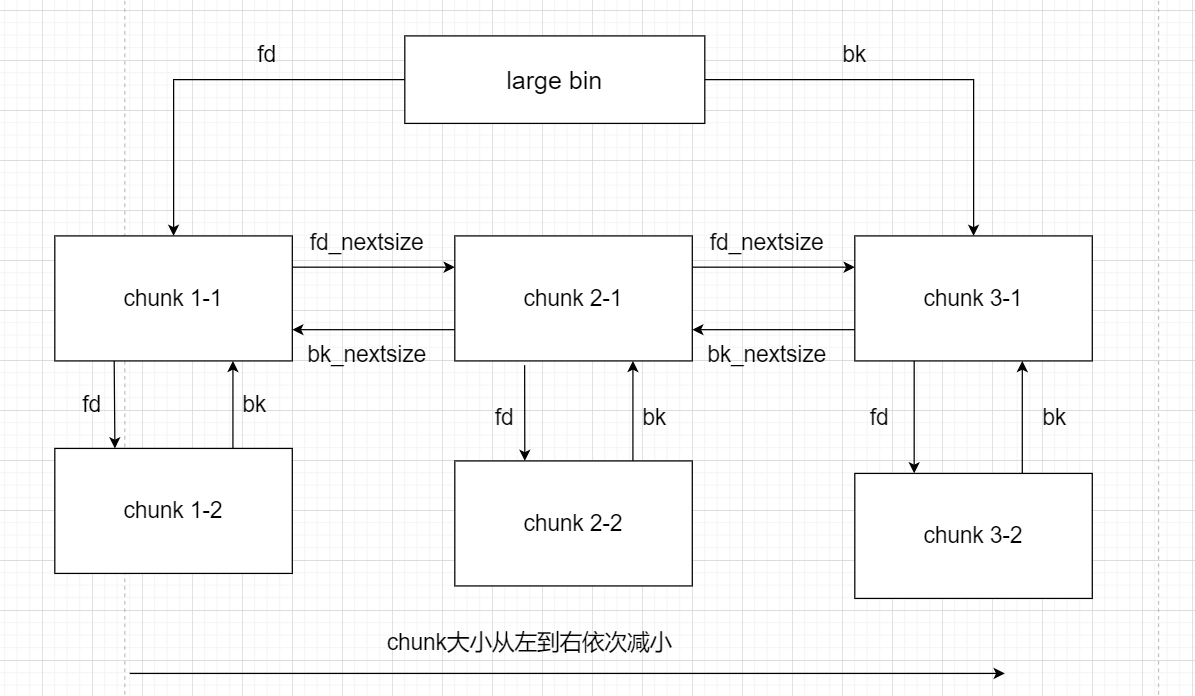 fd
bk
large bin
fd_nextsize
fd_nextsize
chunk 1-1
chunk 2-1
chunk 3-1
bk_nextsize
bk_nextsize
fd
bk
fd
bk
fd
bk
chunk 1-2
chunk 2-2
chunk 3-2
chunk大小从左到右依次减小